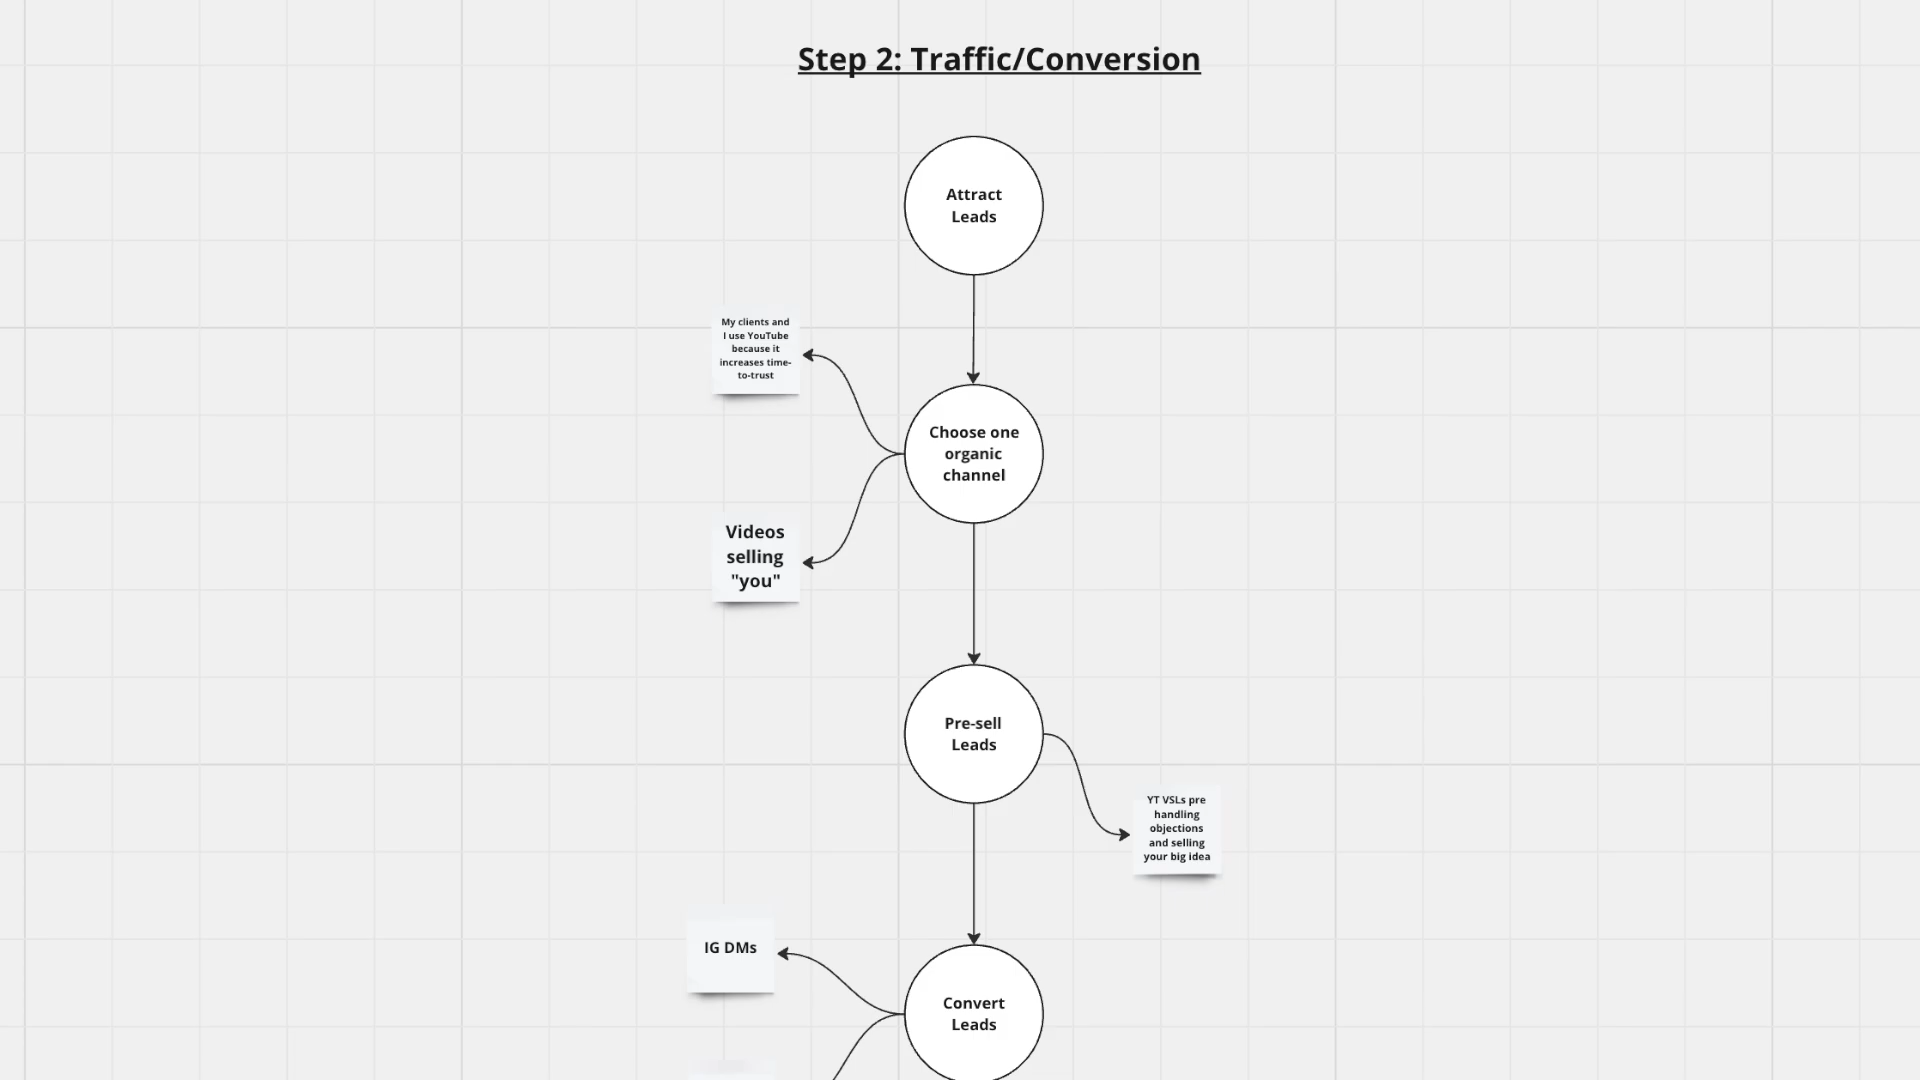 Step 2: Traffic/Conversion
Attract
Leads
My clients and
I use YouTube
because it
increases time-
to-trust
Choose one
organic
channel
Videos
selling
"you"
Pre-sell
Leads
YT VSLs pre
handling
objections
and selling
your big idea
IG DMs
Convert
Leads